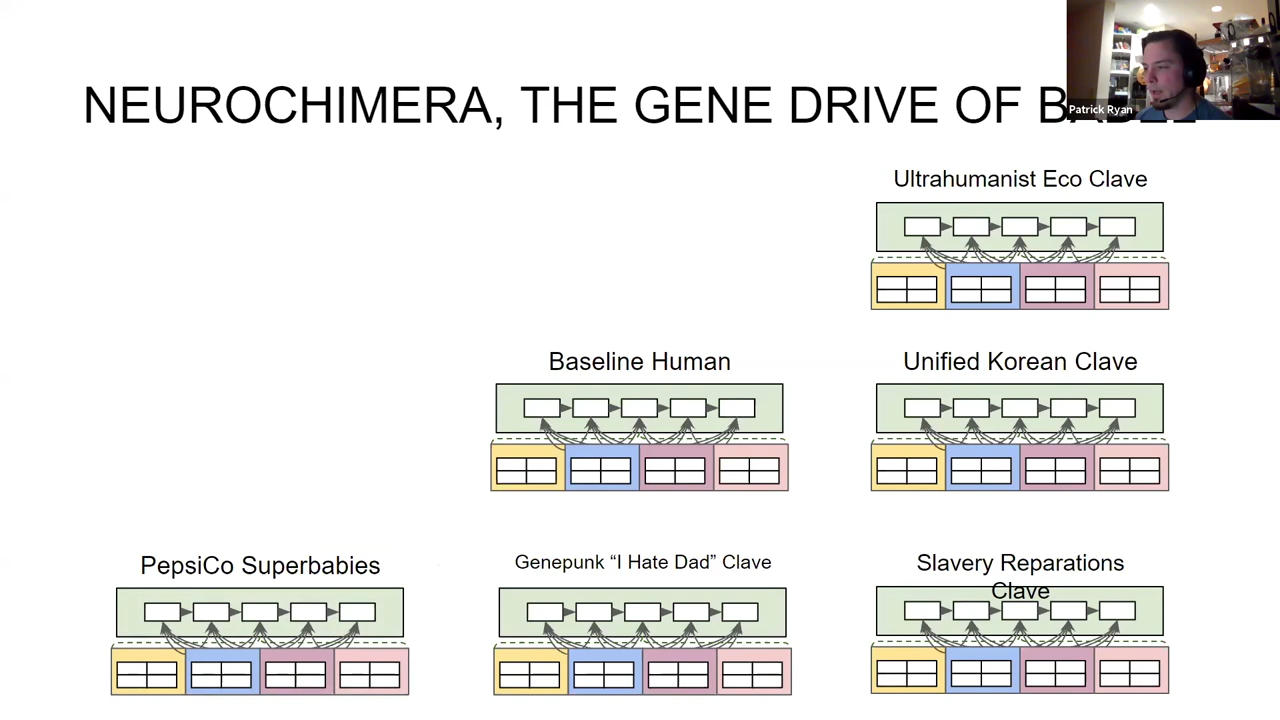 NEUROCHIMERA, THE GENE DRIVE OF
Patrick Ryan
Ultrahumanist Eco Clave
Baseline Human
Unified Korean Clave
PepsiCo Superbabies
Genepunk “I Hate Dad” Clave
Slavery Reparations
Clave